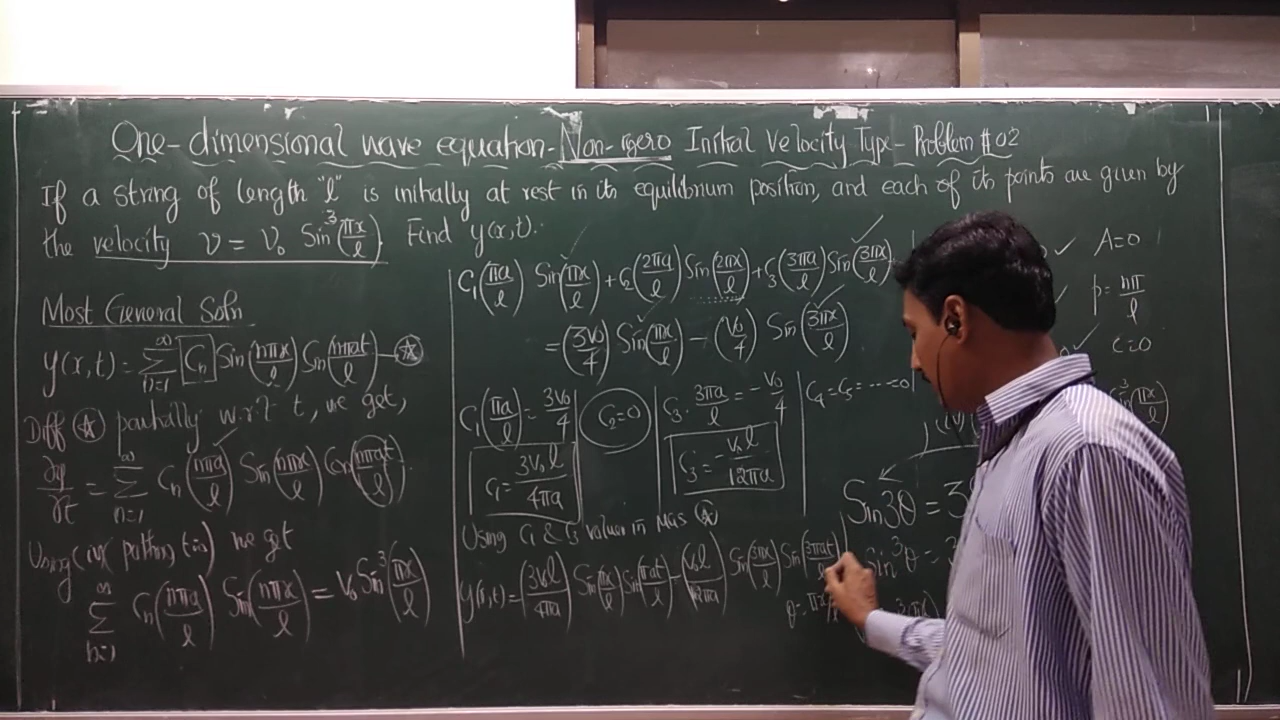 One-dimensional wave equation-Non-zero Initial Velocity Type-Problem #02
If a string of length "l" is initially at rest in its equilibrium position, and each of its points are given by
the velocity v = V₀ Sin³(πx/l). Find y(x,t).
Most General Soln
y(x,t) = ∑_{n=1}^{∞} Cₙ Sin(nπx/l) Sin(nπat/l) —⊛
Diff ⊛ partially w.r.t t, we get,
∂y/∂t = ∑_{n=1}^{∞} Cₙ (nπa/l) Sin(nπx/l) Cos(nπat/l).
Using (iv) putting (t=0) we get
∑_{n=1}^{∞} Cₙ (nπa/l) Sin(nπx/l) = V₀ Sin³(πx/l)
C₁(πa/l) Sin(πx/l) + C₂(2πa/l) Sin(2πx/l) + C₃(3πa/l) Sin(3πx/l)
= (3V₀/4) Sin(πx/l) − (V₀/4) Sin(3πx/l)
C₁(πa/l) = 3V₀/4
C₁ = 3V₀l/4πa
C₂=0
C₃ · 3πa/l = −V₀/4
C₃ = −V₀l/12πa
C₄=C₅=----=0
Using C₁ & C₃ values in MGS ⊛
y(x,t) = (3V₀l/4πa) Sin(πx/l) Sin(πat/l) − (V₀l/12πa) Sin(3πx/l) Sin(3πat/l)
A=0
p = nπ/l
C=0
Sin3θ = 3
Sin³θ =
θ = πx/l